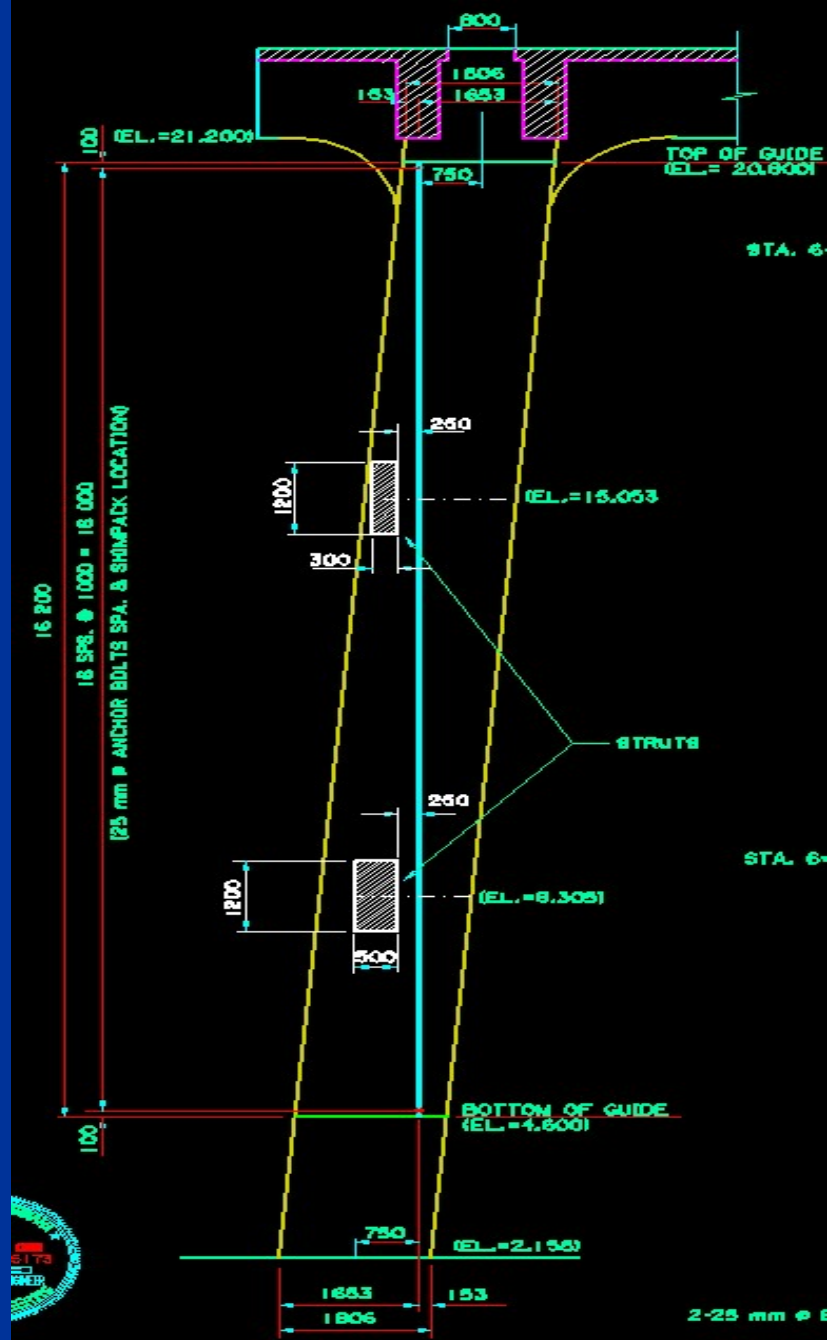 800
1806
153 1653
100
(EL.=21.200)
TOP OF GUIDE
(EL.= 20.800)
750
STA. 6+
250
1200
(EL.=15.053
300
16 200
16 SPS. @ 1000 = 16 000
(25 mm ø ANCHOR BOLTS SPA. & SHIMPACK LOCATION)
STRUTS
250
STA. 6+
1200
(EL.=8.305)
500
BOTTOM OF GUIDE
(EL.=4.600)
100
750
(EL.=2.156)
1653 153
1806
2-25 mm ø